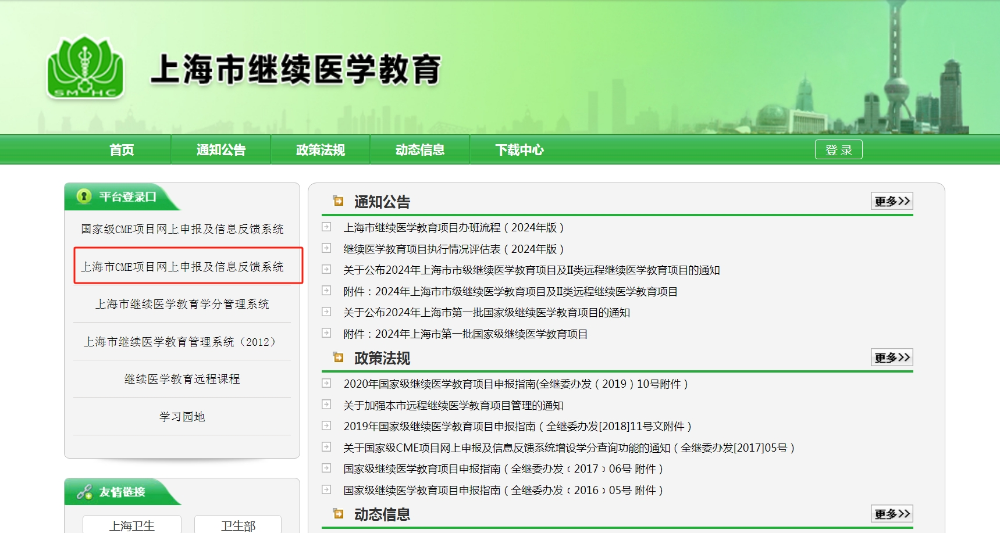 SMHC
上海市继续医学教育
首页 通知公告 政策法规 动态信息 下载中心 登录
平台登录口
国家级CME项目网上申报及信息反馈系统
上海市CME项目网上申报及信息反馈系统
上海市继续医学教育学分管理系统
上海市继续医学教育管理系统（2012）
继续医学教育远程课程
学习园地
友情链接
上海卫生 卫生部
通知公告 更多>>
上海市继续医学教育项目办班流程（2024年版）
继续医学教育项目执行情况评估表（2024年版）
关于公布2024年上海市市级继续医学教育项目及II类远程继续医学教育项目的通知
附件：2024年上海市市级继续医学教育项目及II类远程继续医学教育项目
关于公布2024年上海市第一批国家级继续医学教育项目的通知
附件：2024年上海市第一批国家级继续医学教育项目
政策法规 更多>>
2020年国家级继续医学教育项目申报指南(全继委办发（2019）10号附件）
关于加强本市远程继续医学教育项目管理的通知
2019年国家级继续医学教育项目申报指南（全继委办发[2018]11号文附件）
关于国家级CME项目网上申报及信息反馈系统增设学分查询功能的通知（全继委办发[2017]05号）
国家级继续医学教育项目申报指南（全继委办发﹝2017﹞06号 附件）
国家级继续医学教育项目申报指南（全继委办发﹝2016﹞05号 附件）
动态信息 更多>>